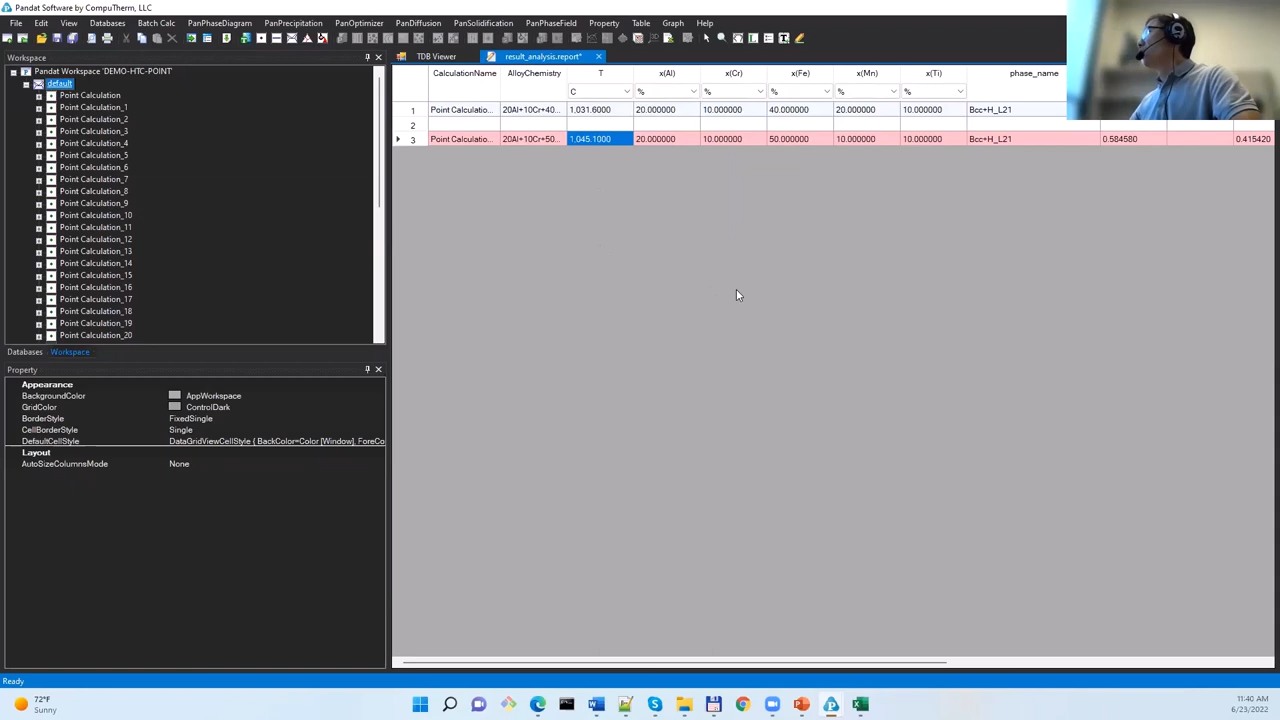 Pandat Software by CompuTherm, LLC
File Edit View Databases Batch Calc PanPhaseDiagram PanPrecipitation PanOptimizer PanDiffusion PanSolidification PanPhaseField Property Table Graph Help
Workspace
Pandat Workspace 'DEMO-HTC-POINT'
default
Point Calculation
Point Calculation_1
Point Calculation_2
Point Calculation_3
Point Calculation_4
Point Calculation_5
Point Calculation_6
Point Calculation_7
Point Calculation_8
Point Calculation_9
Point Calculation_10
Point Calculation_11
Point Calculation_12
Point Calculation_13
Point Calculation_14
Point Calculation_15
Point Calculation_16
Point Calculation_17
Point Calculation_18
Point Calculation_19
Point Calculation_20
Databases Workspace
Property
Appearance
BackgroundColor AppWorkspace
GridColor ControlDark
BorderStyle FixedSingle
CellBorderStyle Single
DefaultCellStyle DataGridViewCellStyle { BackColor=Color [Window], ForeCo
Layout
AutoSizeColumnsMode None
TDB Viewer result_analysis.report*
CalculationName AlloyChemistry T x(Al) x(Cr) x(Fe) x(Mn) x(Ti) phase_name
C % % % % %
1 Point Calculatio... 20Al+10Cr+40... 1,031.6000 20.000000 10.000000 40.000000 20.000000 10.000000 Bcc+H_L21
2
3 Point Calculatio... 20Al+10Cr+50... 1,045.1000 20.000000 10.000000 50.000000 10.000000 10.000000 Bcc+H_L21 0.584580 0.415420
Ready
72°F
Sunny
11:40 AM
6/23/2022